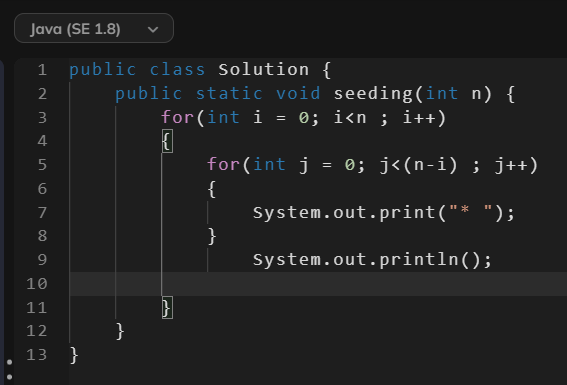 Java (SE 1.8)
1 public class Solution {
2     public static void seeding(int n) {
3         for(int i = 0; i<n ; i++)
4         {
5             for(int j = 0; j<(n-i) ; j++)
6             {
7                 System.out.print("* ");
8             }
9                 System.out.println();
10
11         }
12     }
13 }